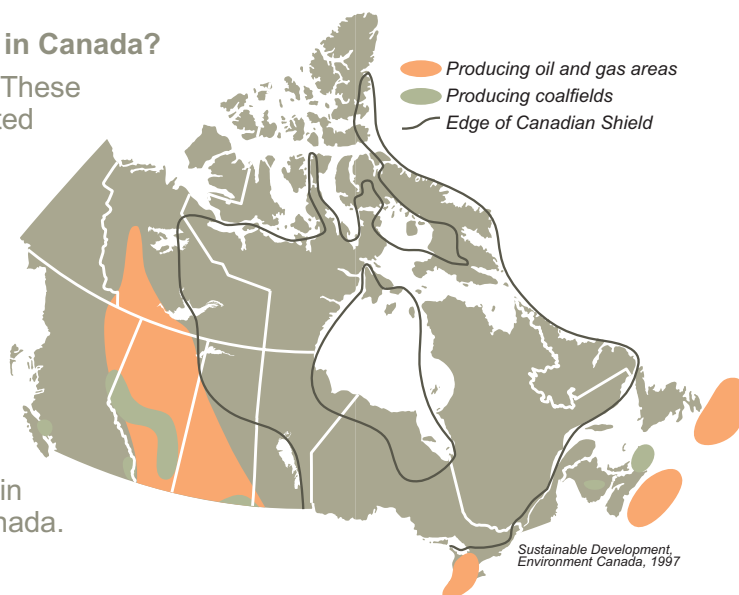 in Canada?
These
ted
in
nada.
Producing oil and gas areas
Producing coalfields
Edge of Canadian Shield
Sustainable Development,
Environment Canada, 1997